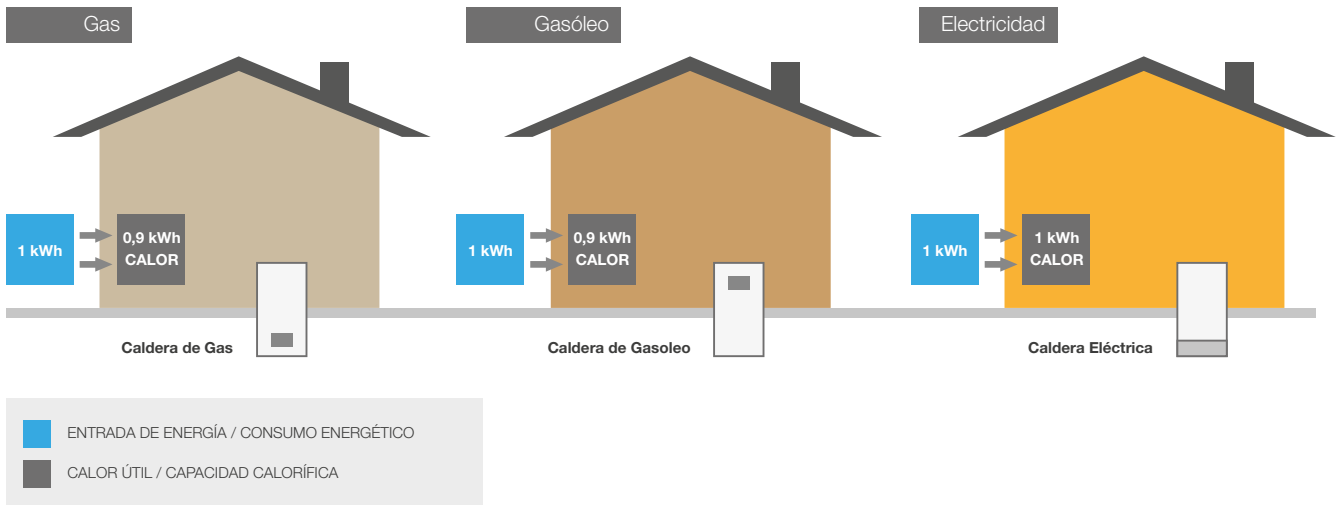 Gas
Gasóleo
Electricidad
1 kWh
0,9 kWh
CALOR
1 kWh
0,9 kWh
CALOR
1 kWh
1 kWh
CALOR
Caldera de Gas
Caldera de Gasoleo
Caldera Eléctrica
ENTRADA DE ENERGÍA / CONSUMO ENERGÉTICO
CALOR ÚTIL / CAPACIDAD CALORÍFICA